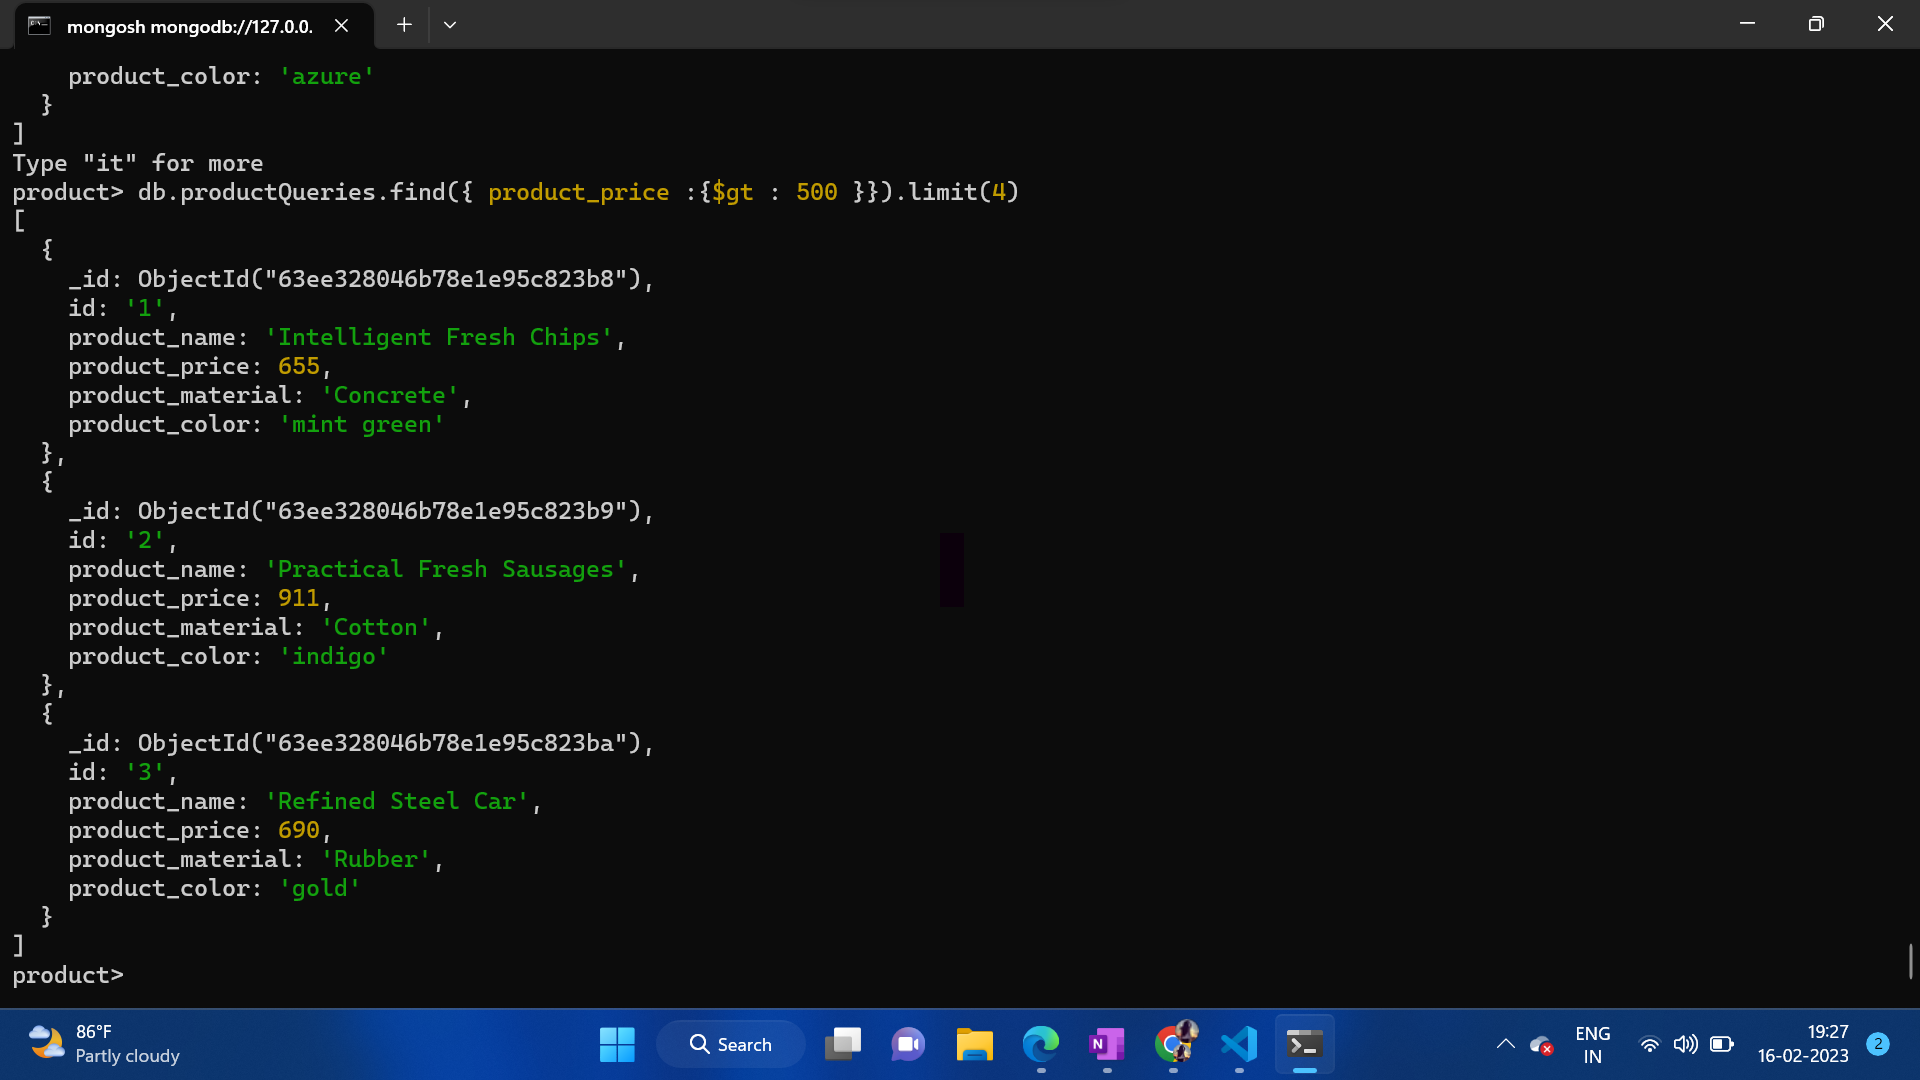 mongosh mongodb://127.0.0.
product_color: 'azure'
}
]
Type "it" for more
product> db.productQueries.find({ product_price :{$gt : 500 }}).limit(4)
[
{
_id: ObjectId("63ee328046b78e1e95c823b8"),
id: '1',
product_name: 'Intelligent Fresh Chips',
product_price: 655,
product_material: 'Concrete',
product_color: 'mint green'
},
{
_id: ObjectId("63ee328046b78e1e95c823b9"),
id: '2',
product_name: 'Practical Fresh Sausages',
product_price: 911,
product_material: 'Cotton',
product_color: 'indigo'
},
{
_id: ObjectId("63ee328046b78e1e95c823ba"),
id: '3',
product_name: 'Refined Steel Car',
product_price: 690,
product_material: 'Rubber',
product_color: 'gold'
}
]
product>
86°F
Partly cloudy
Search
N
ENG
IN
19:27
16-02-2023
2